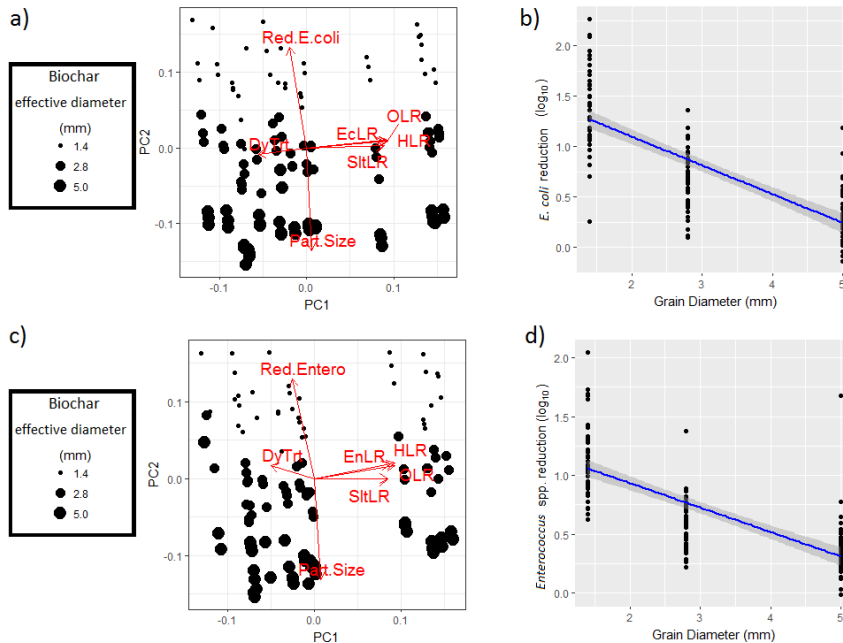 a)
Biochar
effective diameter
(mm)
1.4
2.8
5.0
Red.E.coli
OLR
EcLR
DyTrt
HLR
SltLR
Part.Size
0.1
0.0
-0.1
PC2
-0.1
0.0
0.1
PC1
b)
E. coli reduction (log10)
2.0
1.5
1.0
0.5
0.0
2
3
4
5
Grain Diameter (mm)
c)
Biochar
effective diameter
(mm)
1.4
2.8
5.0
Red.Entero
DyTrt
EnLR
HLR
OLR
SltLR
Part.Size
0.1
0.0
-0.1
PC2
-0.1
0.0
0.1
PC1
d)
Enterococcus spp. reduction (log10)
2.0
1.5
1.0
0.5
0.0
2
3
4
5
Grain Diameter (mm)